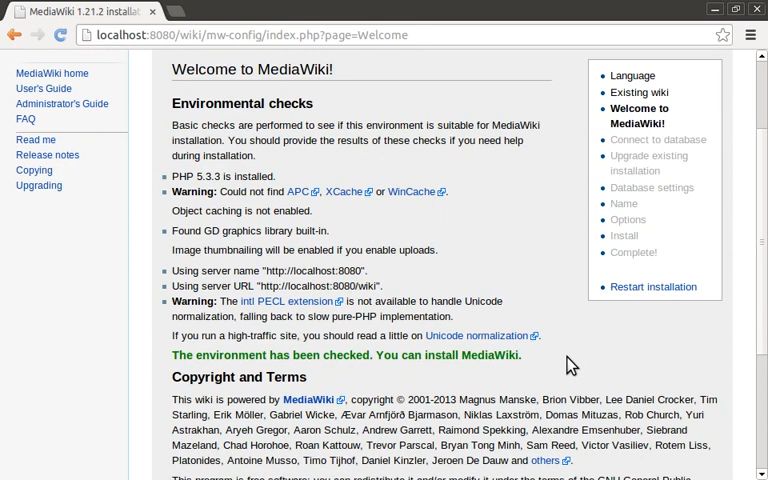 MediaWiki 1.21.2 installat
localhost:8080/wiki/mw-config/index.php?page=Welcome
MediaWiki home
User's Guide
Administrator's Guide
FAQ
Read me
Release notes
Copying
Upgrading
Welcome to MediaWiki!
Environmental checks
Basic checks are performed to see if this environment is suitable for MediaWiki
installation. You should provide the results of these checks if you need help
during installation.
PHP 5.3.3 is installed.
Warning: Could not find APC, XCache or WinCache.
Object caching is not enabled.
Found GD graphics library built-in.
Image thumbnailing will be enabled if you enable uploads.
Using server name "http://localhost:8080".
Using server URL "http://localhost:8080/wiki".
Warning: The intl PECL extension is not available to handle Unicode
normalization, falling back to slow pure-PHP implementation.
If you run a high-traffic site, you should read a little on Unicode normalization.
The environment has been checked. You can install MediaWiki.
Copyright and Terms
This wiki is powered by MediaWiki, copyright © 2001-2013 Magnus Manske, Brion Vibber, Lee Daniel Crocker, Tim
Starling, Erik Möller, Gabriel Wicke, Ævar Arnfjörð Bjarmason, Niklas Laxström, Domas Mituzas, Rob Church, Yuri
Astrakhan, Aryeh Gregor, Aaron Schulz, Andrew Garrett, Raimond Spekking, Alexandre Emsenhuber, Siebrand
Mazeland, Chad Horohoe, Roan Kattouw, Trevor Parscal, Bryan Tong Minh, Sam Reed, Victor Vasiliev, Rotem Liss,
Platonides, Antoine Musso, Timo Tijhof, Daniel Kinzler, Jeroen De Dauw and others.
This program is free software; you can redistribute it and/or modify it under the terms of the GNU General Public
Language
Existing wiki
Welcome to
MediaWiki!
Connect to database
Upgrade existing
installation
Database settings
Name
Options
Install
Complete!
Restart installation